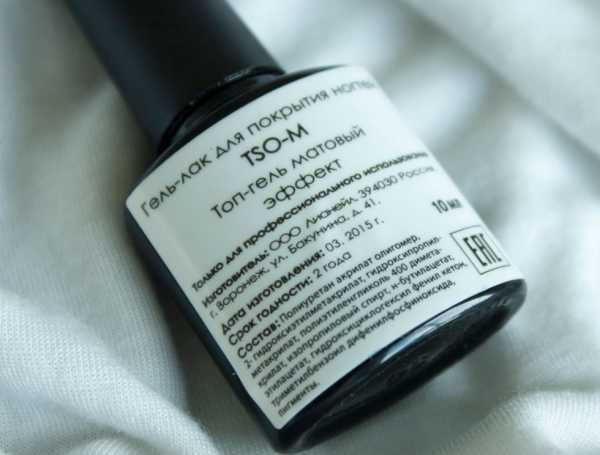 Гель-лак для покрытия ногтей
TSO-M
Топ-гель матовый
эффект
Только для профессионального использования
Изготовитель: ООО Лизнейл, 394030 Россия,
г. Воронеж, ул. Бакунина, д. 41.
Дата изготовления: 03. 2015 г.
Срок годности: 2 года
10 мл
EAC
Состав: Полиуретан акрилат олигомер,
2- гидроксиэтилметакрилат, гидроксипропил-
метакрилат, полиэтиленгликоль 400 димета-
крилат, изопропиловый спирт, н-бутилацетат,
этилацетат, гидроксициклогексил фенил кетон,
триметилбензоил дифенилфосфиноксида,
пигменты.